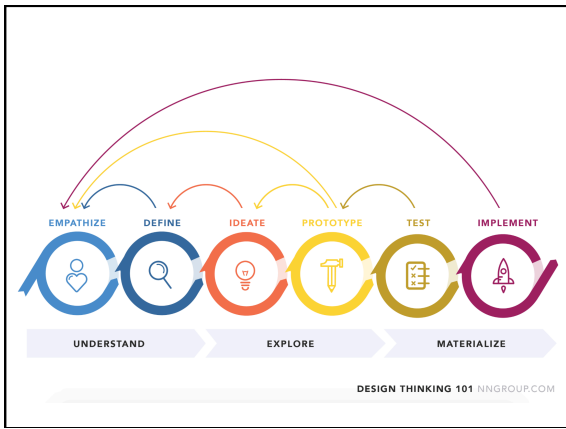 EMPATHIZE DEFINE IDEATE PROTOTYPE TEST IMPLEMENT
UNDERSTAND EXPLORE MATERIALIZE
DESIGN THINKING 101 NNGROUP.COM